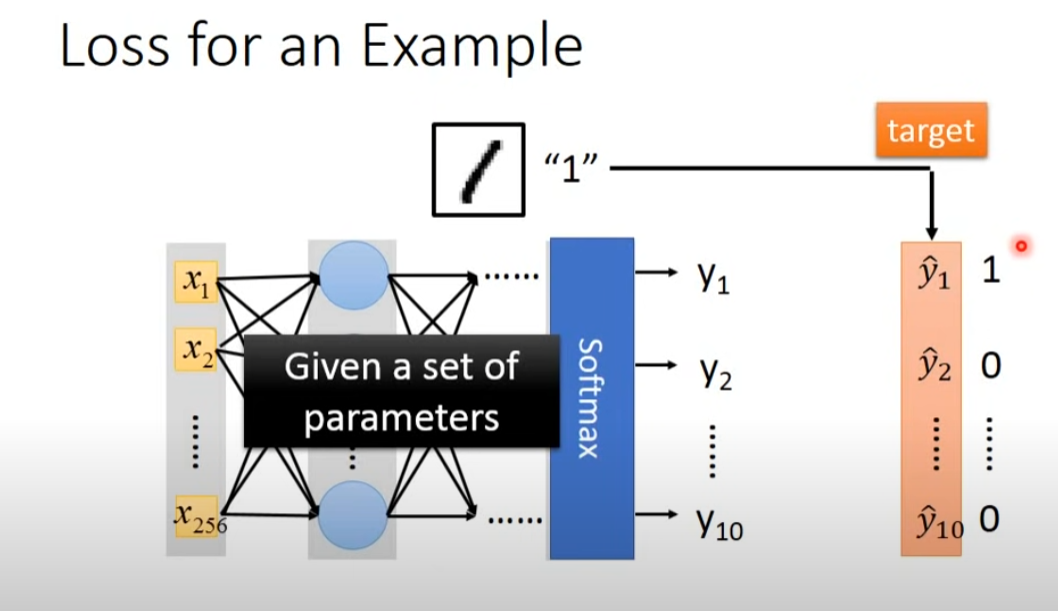 Loss for an Example
target
“1”
x₁
x₂
⋮
x₂₅₆
......
......
Given a set of
parameters
⋮
Softmax
y₁
y₂
⋮
y₁₀
ŷ₁ 1
ŷ₂ 0
⋮ ⋮
ŷ₁₀ 0